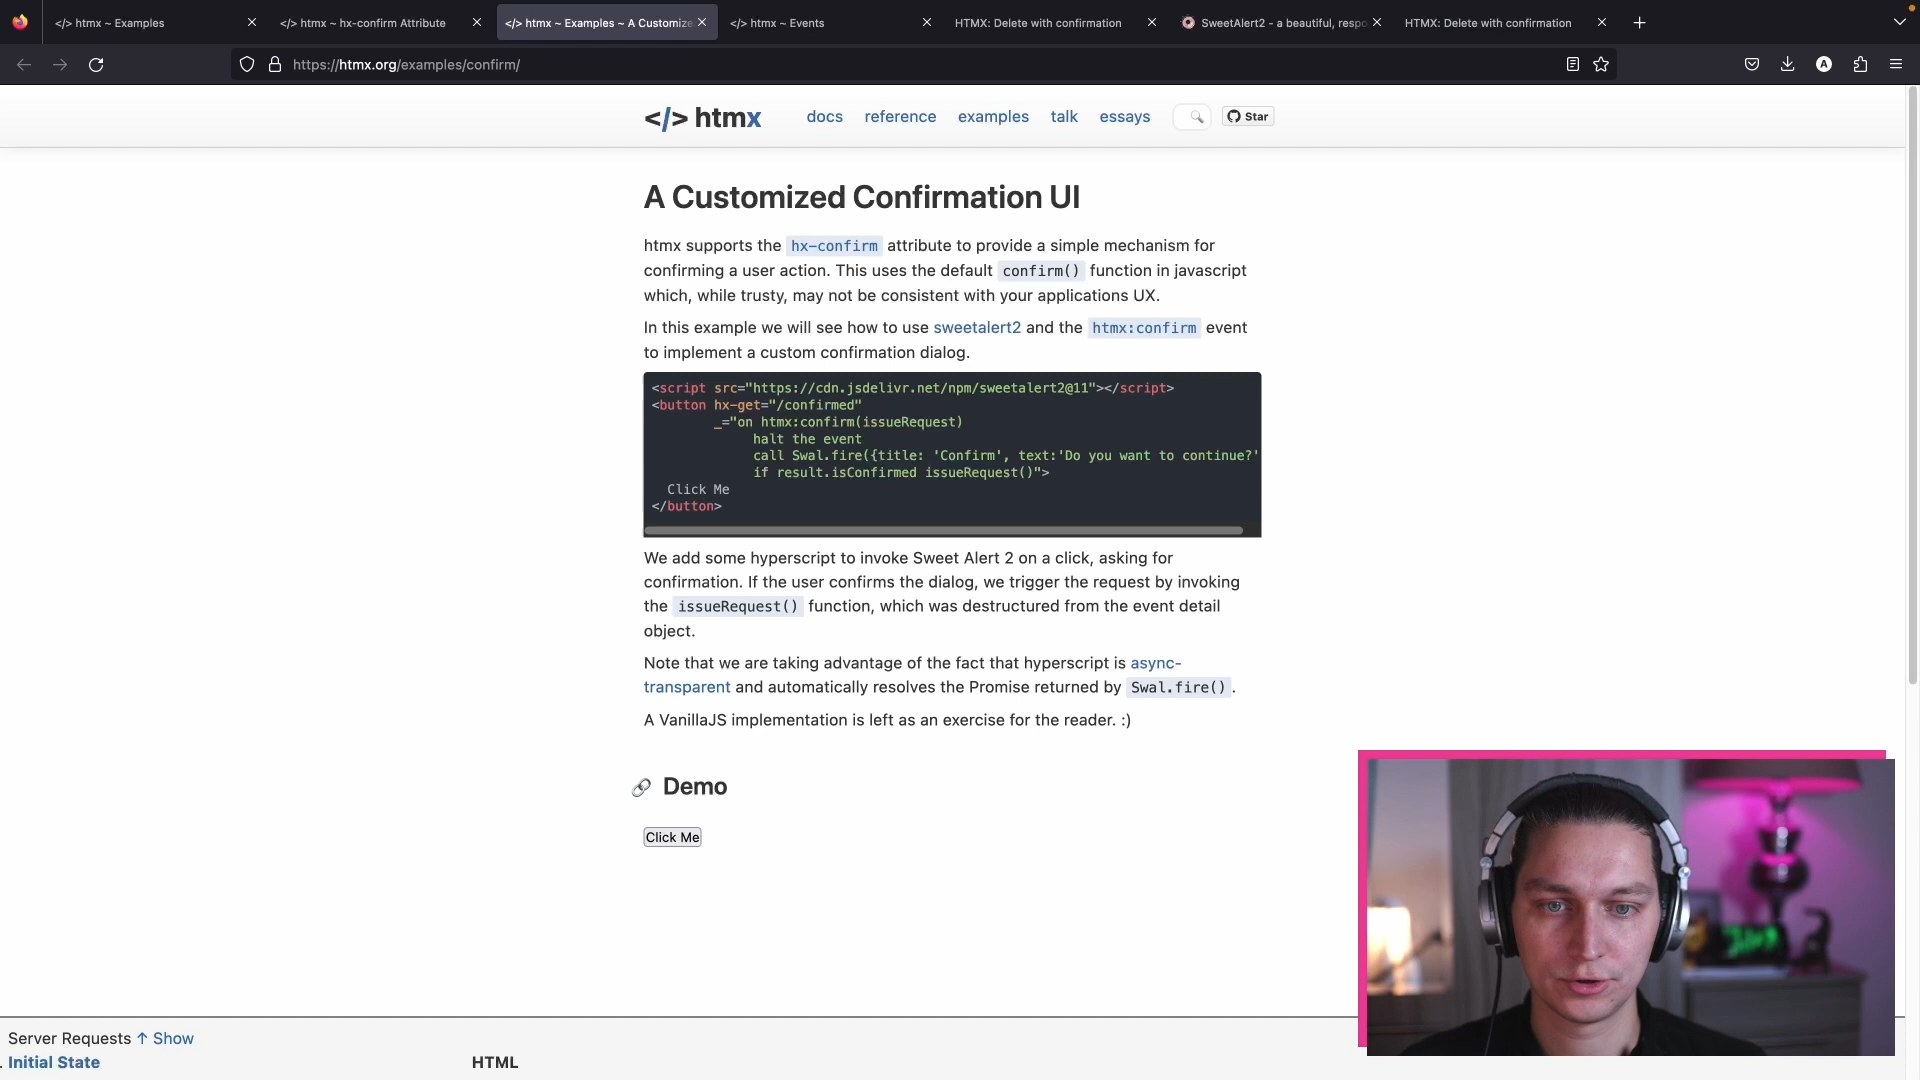 </> htmx ~ Examples
</> htmx ~ hx-confirm Attribute
</> htmx ~ Examples ~ A Customize
</> htmx ~ Events
HTMX: Delete with confirmation
SweetAlert2 - a beautiful, respo
HTMX: Delete with confirmation
https://htmx.org/examples/confirm/
A
</> htmx
docs
reference
examples
talk
essays
Star
A Customized Confirmation UI
htmx supports the hx-confirm attribute to provide a simple mechanism for
confirming a user action. This uses the default confirm() function in javascript
which, while trusty, may not be consistent with your applications UX.
In this example we will see how to use sweetalert2 and the htmx:confirm event
to implement a custom confirmation dialog.
<script src="https://cdn.jsdelivr.net/npm/sweetalert2@11"></script>
<button hx-get="/confirmed"
_="on htmx:confirm(issueRequest)
halt the event
call Swal.fire({title: 'Confirm', text:'Do you want to continue?'
if result.isConfirmed issueRequest()">
Click Me
</button>
We add some hyperscript to invoke Sweet Alert 2 on a click, asking for
confirmation. If the user confirms the dialog, we trigger the request by invoking
the issueRequest() function, which was destructured from the event detail
object.
Note that we are taking advantage of the fact that hyperscript is async-
transparent and automatically resolves the Promise returned by Swal.fire() .
A VanillaJS implementation is left as an exercise for the reader. :)
Demo
Click Me
Server Requests ↑ Show
. Initial State
HTML